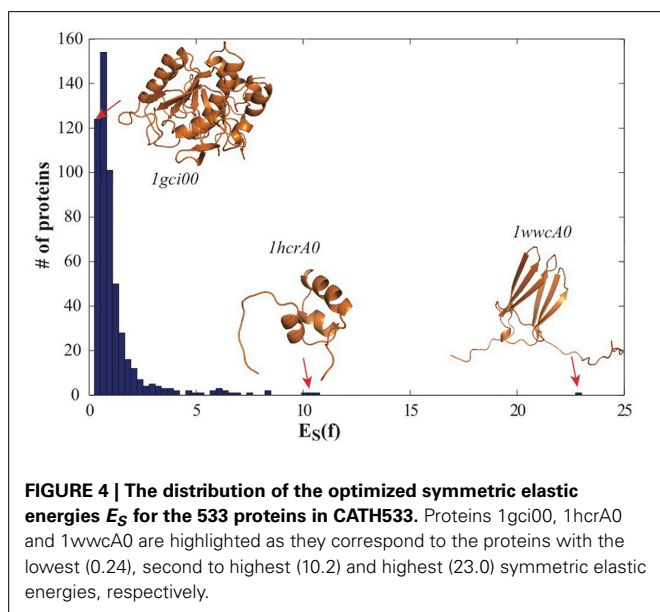 160
140
120
100
80
60
40
20
0
# of proteins
1gci00
1hcrA0
1wwcA0
0 5 10 15 20 25
E_S(f)
FIGURE 4 | The distribution of the optimized symmetric elastic
energies E_S for the 533 proteins in CATH533. Proteins 1gci00, 1hcrA0
and 1wwcA0 are highlighted as they correspond to the proteins with the
lowest (0.24), second to highest (10.2) and highest (23.0) symmetric elastic
energies, respectively.